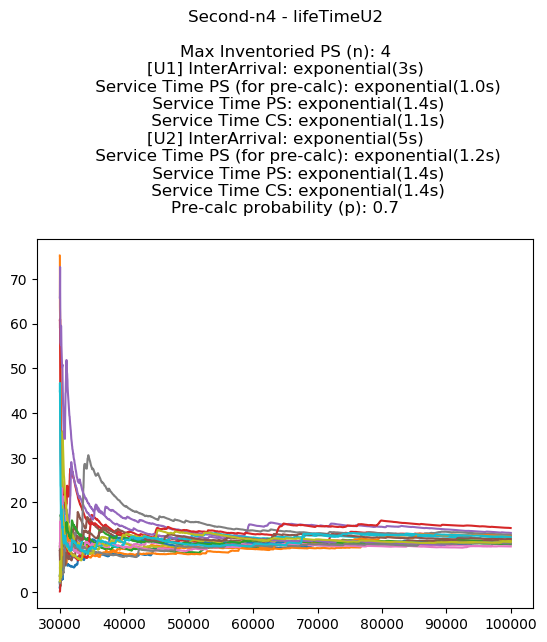 Second-n4 - lifeTimeU2
Max Inventoried PS (n): 4
[U1] InterArrival: exponential(3s)
Service Time PS (for pre-calc): exponential(1.0s)
Service Time PS: exponential(1.4s)
Service Time CS: exponential(1.1s)
[U2] InterArrival: exponential(5s)
Service Time PS (for pre-calc): exponential(1.2s)
Service Time PS: exponential(1.4s)
Service Time CS: exponential(1.4s)
Pre-calc probability (p): 0.7
70
60
50
40
30
20
10
0
30000 40000 50000 60000 70000 80000 90000 100000